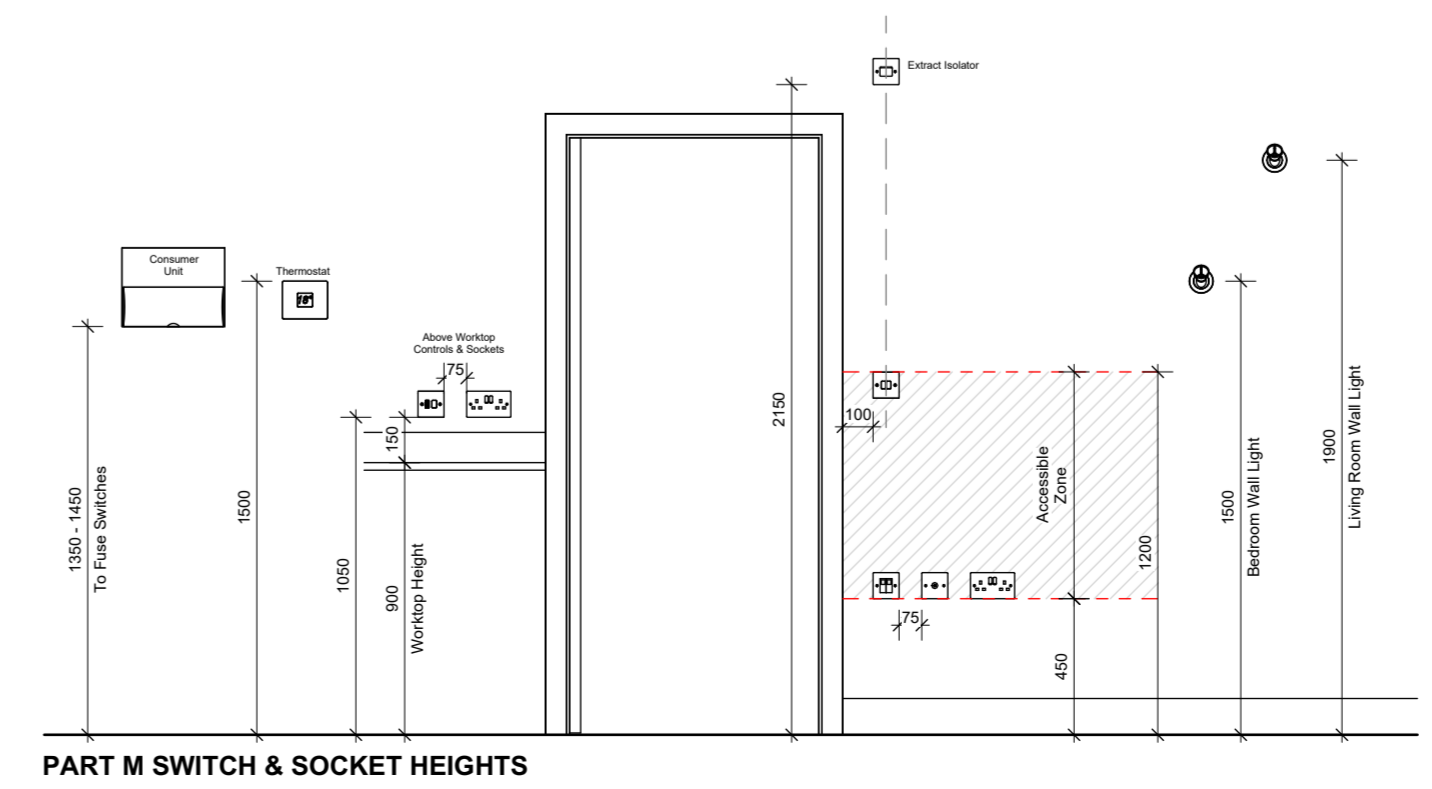 Extract Isolator
Consumer
Unit
Thermostat
18°
Above Worktop
Controls & Sockets
75
100
2150
150
1350 - 1450
To Fuse Switches
1500
1050
900
Worktop Height
Accessible
Zone
1200
450
75
1500
Bedroom Wall Light
1900
Living Room Wall Light
PART M SWITCH & SOCKET HEIGHTS